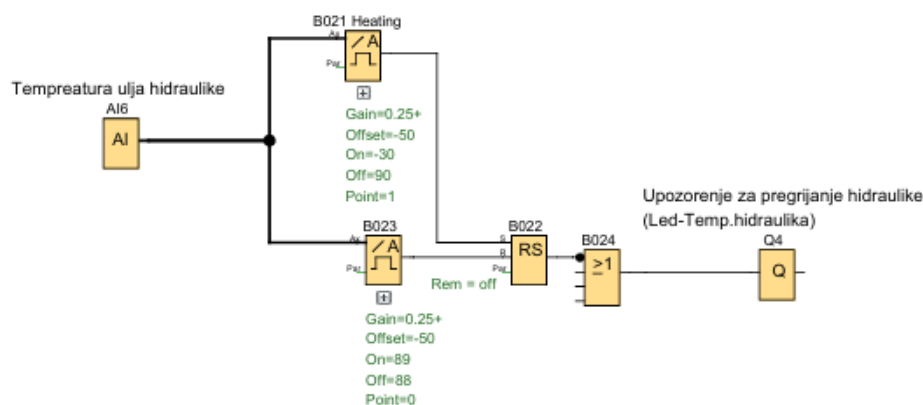 B021 Heating
Ax
A
Par
Gain=0.25+
Offset=-50
On=-30
Off=90
Point=1
Tempreatura ulja hidraulike
AI6
AI
B023
Ax
A
Par
Gain=0.25+
Offset=-50
On=89
Off=88
Point=0
B022
S
R
RS
Par
Rem = off
B024
≥1
Upozorenje za pregrijanje hidraulike
(Led-Temp.hidraulika)
Q4
Q